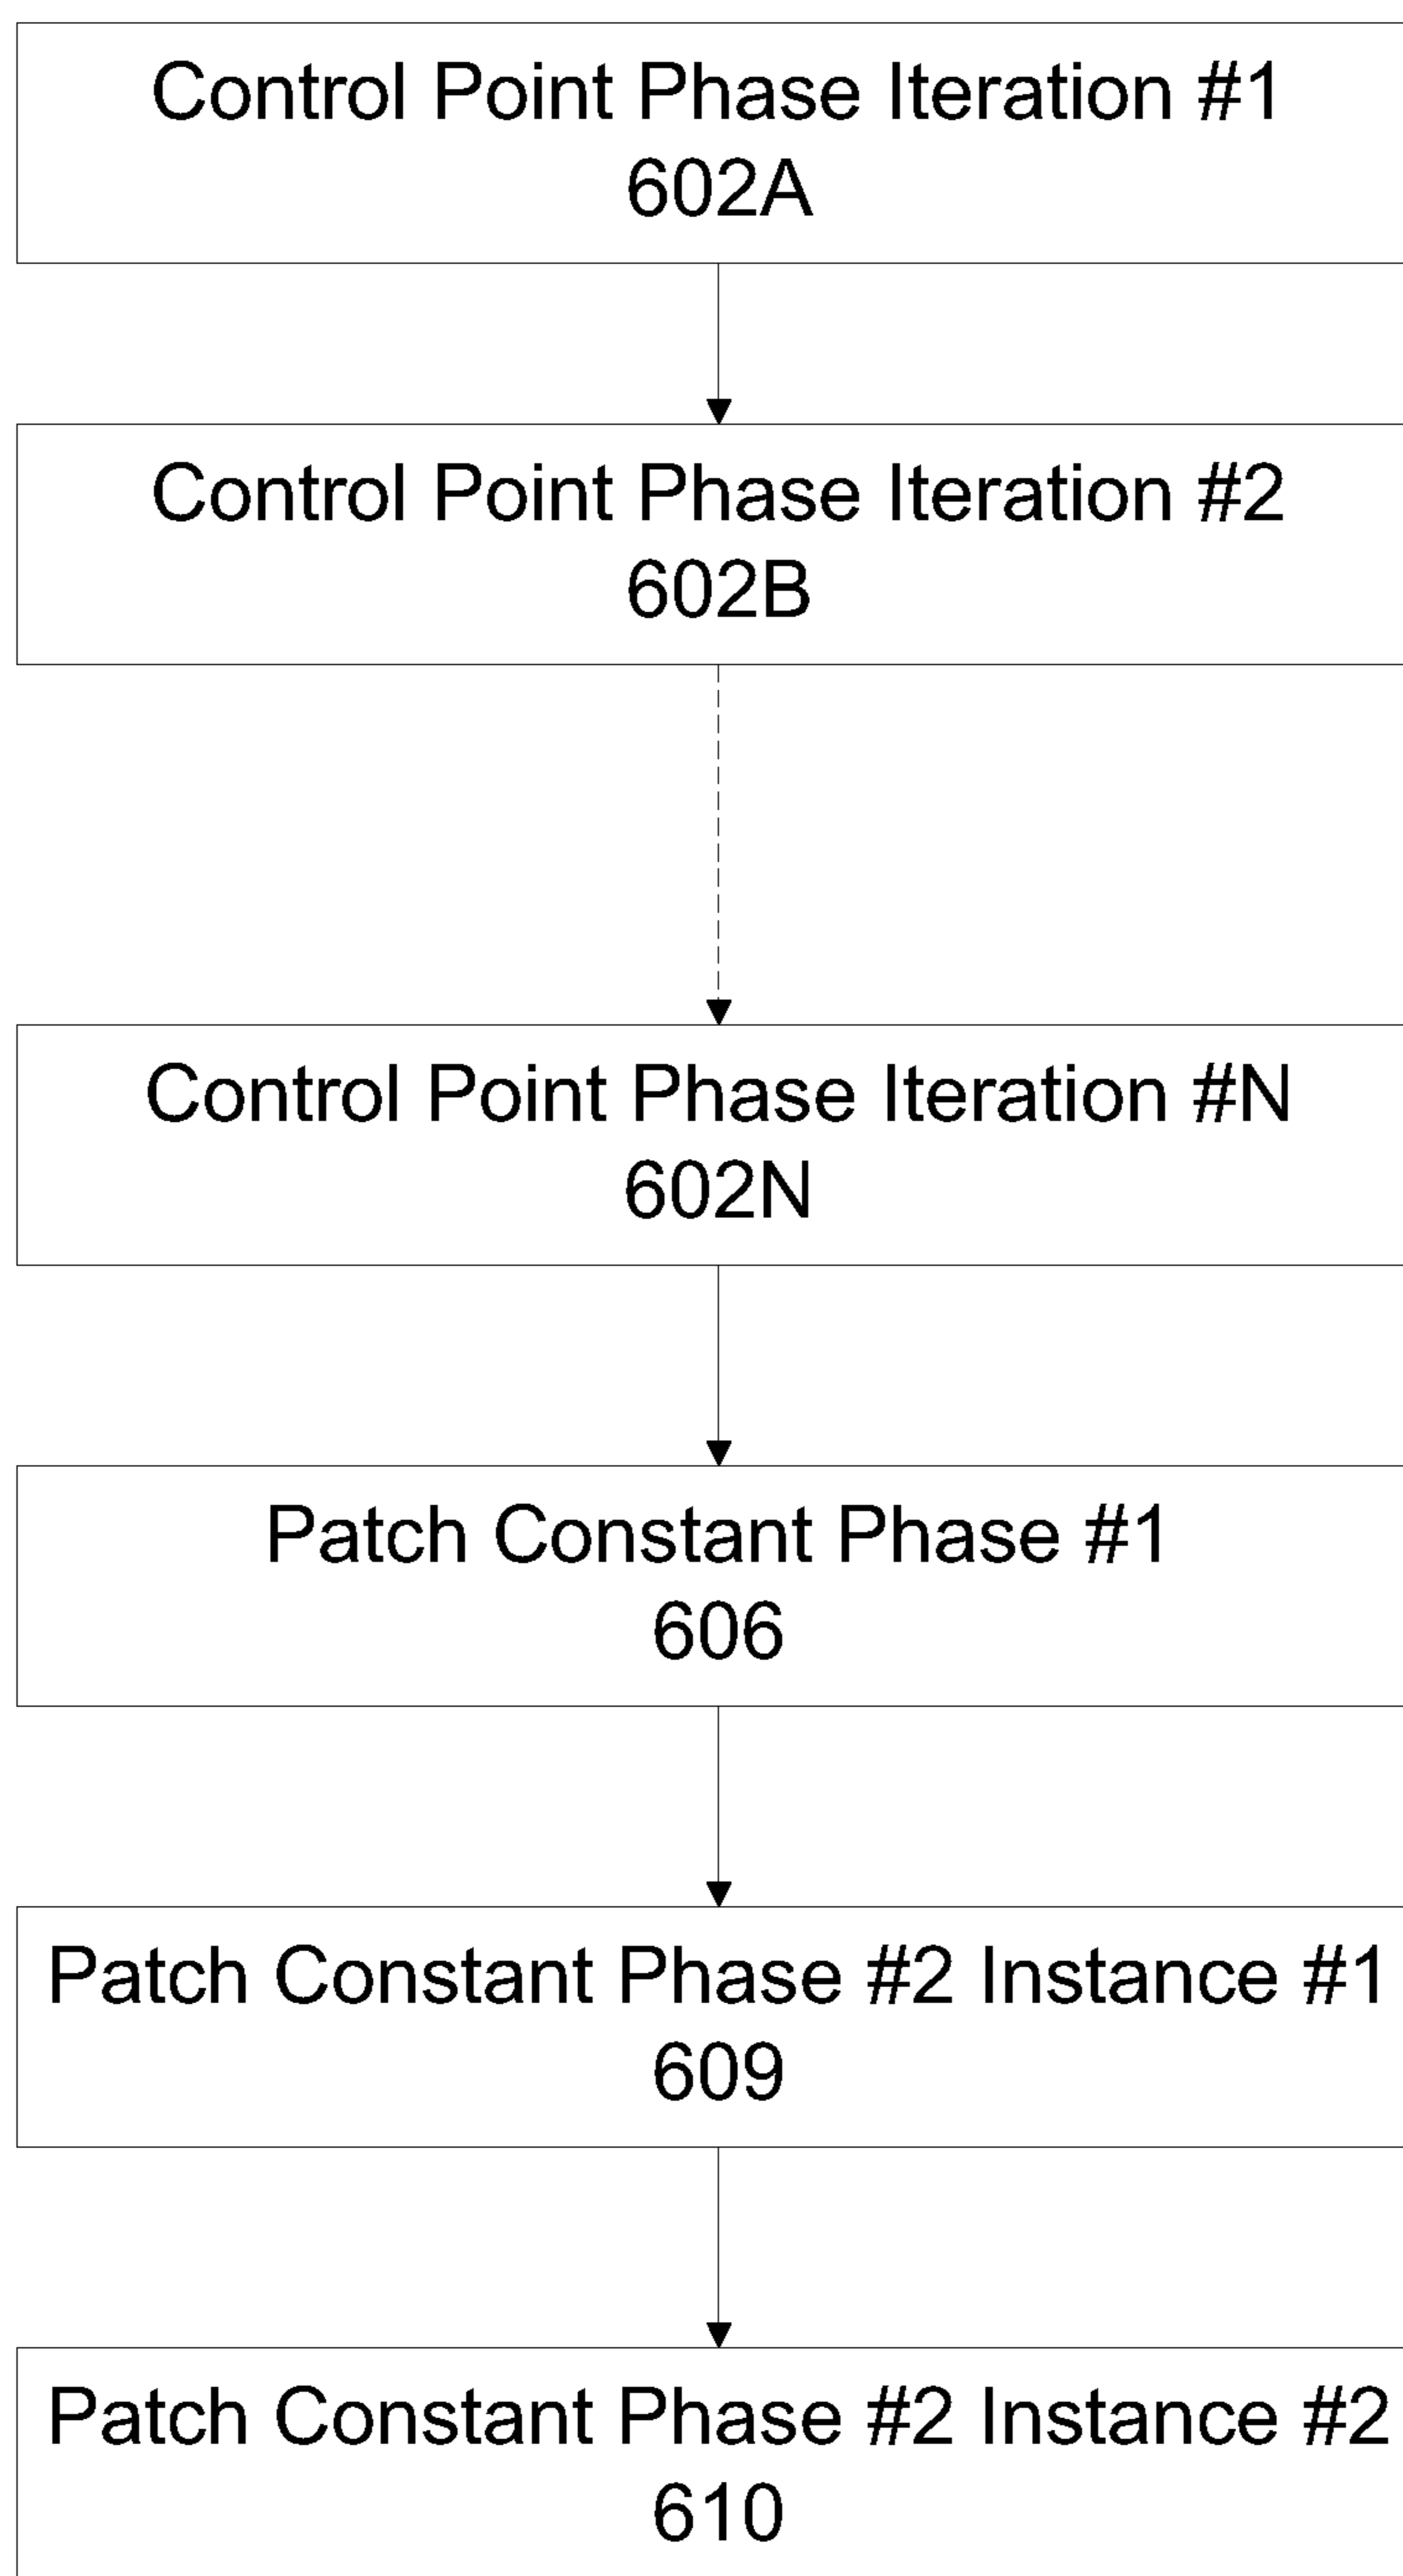 Control Point Phase Iteration #1
602A
Control Point Phase Iteration #2
602B
Control Point Phase Iteration #N
602N
Patch Constant Phase #1
606
Patch Constant Phase #2 Instance #1
609
Patch Constant Phase #2 Instance #2
610